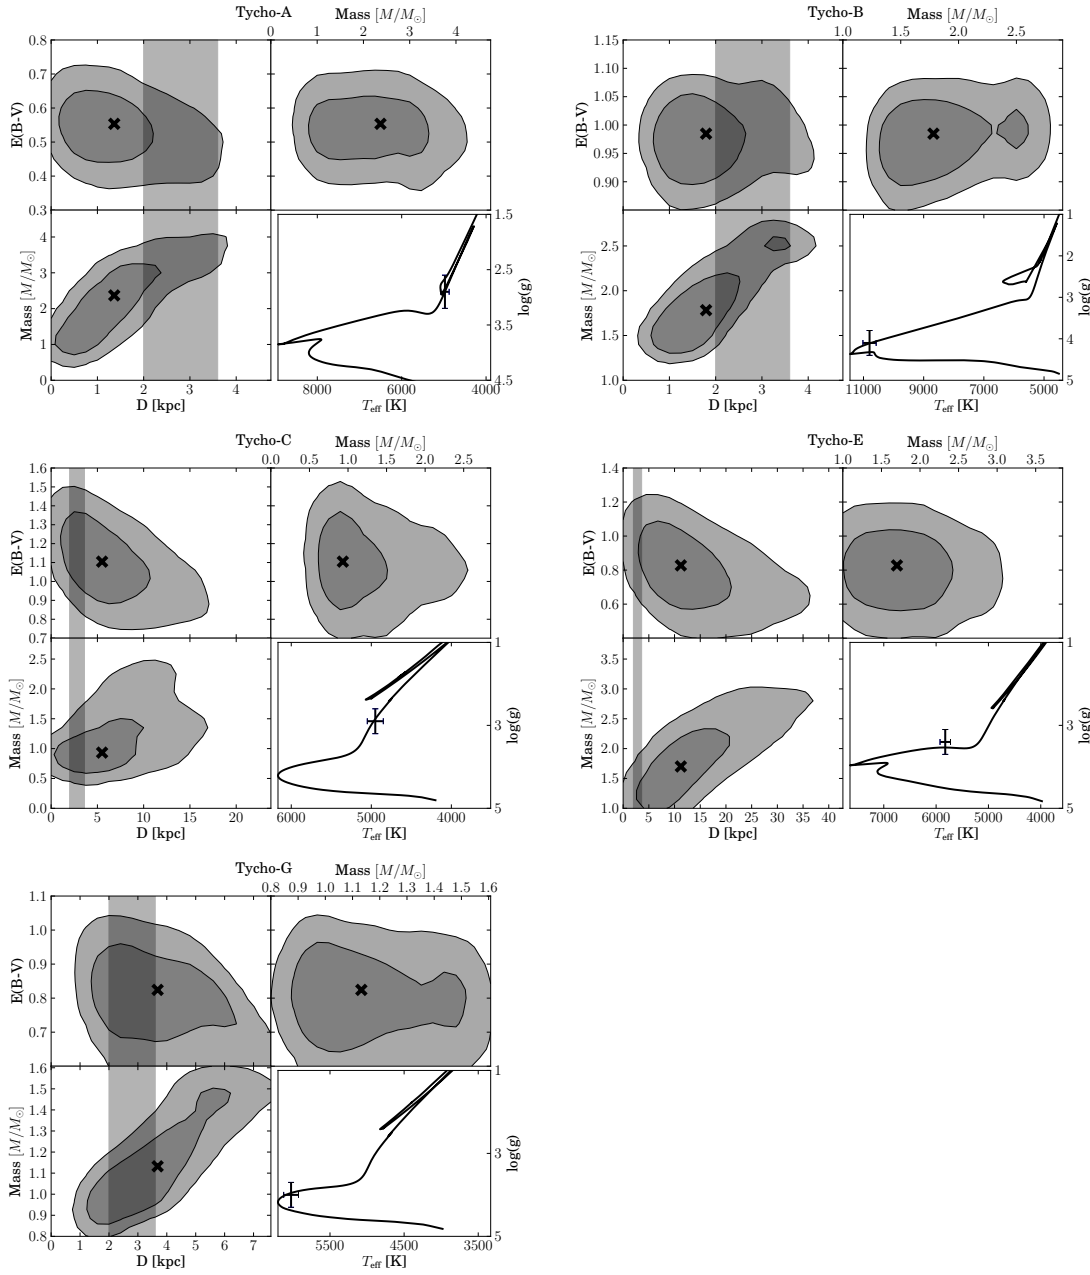 Tycho-A Mass [M/M☉]
0 1 2 3 4
0.8
0.7
0.6
0.5
0.4
0.3
E(B-V)
4
3
2
1
0
Mass [M/M☉]
1.5
2.5
3.5
4.5
log(g)
0 1 2 3 4 8000 6000 4000
D [kpc] Teff [K]
Tycho-B Mass [M/M☉]
1.0 1.5 2.0 2.5
1.15
1.10
1.05
1.00
0.95
0.90
E(B-V)
2.5
2.0
1.5
1.0
Mass [M/M☉]
1
2
3
4
5
log(g)
0 1 2 3 4 11000 9000 7000 5000
D [kpc] Teff [K]
Tycho-C Mass [M/M☉]
0.0 0.5 1.0 1.5 2.0 2.5
1.6
1.5
1.4
1.3
1.2
1.1
1.0
0.9
0.8
0.7
E(B-V)
2.5
2.0
1.5
1.0
0.5
0.0
Mass [M/M☉]
1
3
5
log(g)
0 5 10 15 20 6000 5000 4000
D [kpc] Teff [K]
Tycho-E Mass [M/M☉]
1.0 1.5 2.0 2.5 3.0 3.5
1.4
1.2
1.0
0.8
0.6
E(B-V)
3.5
3.0
2.5
2.0
1.5
1.0
Mass [M/M☉]
1
3
5
log(g)
0 5 10 15 20 25 30 35 40 7000 6000 5000 4000
D [kpc] Teff [K]
Tycho-G Mass [M/M☉]
0.8 0.9 1.0 1.1 1.2 1.3 1.4 1.5 1.6
1.1
1.0
0.9
0.8
0.7
E(B-V)
1.6
1.5
1.4
1.3
1.2
1.1
1.0
0.9
0.8
Mass [M/M☉]
1
3
5
log(g)
0 1 2 3 4 5 6 7 5500 4500 3500
D [kpc] Teff [K]